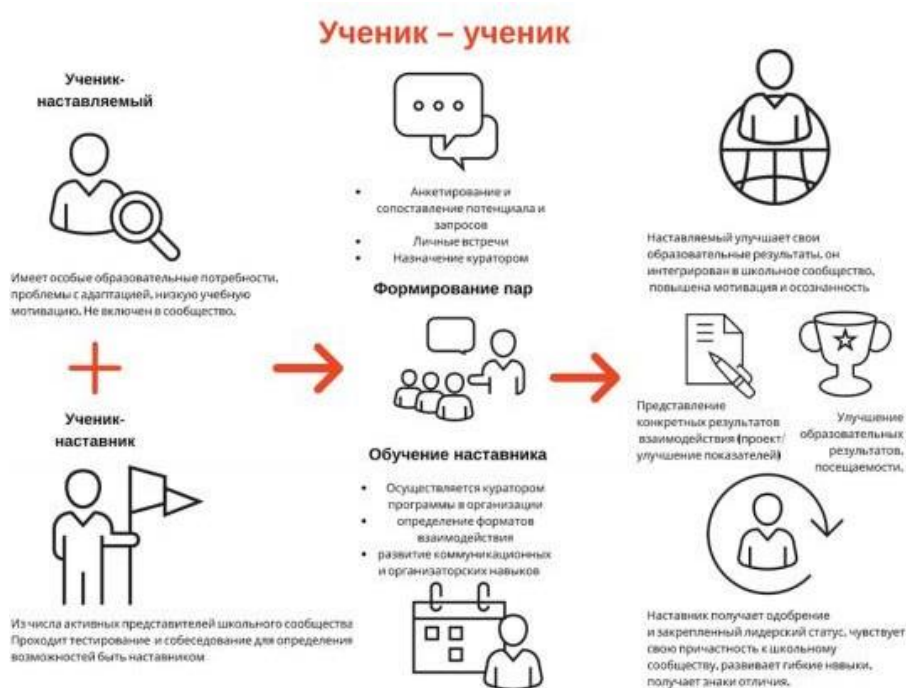 Ученик – ученик
Ученик-
наставляемый
Имеет особые образовательные потребности,
проблемы с адаптацией, низкую учебную
мотивацию. Не включен в сообщество.
Ученик-
наставник
Из числа активных представителей школьного сообщества
Проходит тестирование и собеседование для определения
возможностей быть наставником
• Анкетирование и
сопоставление потенциала и
запросов
• Личные встречи
• Назначение куратором
Формирование пар
Обучение наставника
• Осуществляется куратором
программы в организации
• определение форматов
взаимодействия
• развитие коммуникационных
и организаторских навыков
Наставляемый улучшает свои
образовательные результаты, он
интегрирован в школьное сообщество,
повышена мотивация и осознанность
Представление
конкретных результатов
взаимодействия (проект/
улучшение показателей)
Улучшение
образовательных
результатов,
посещаемости.
Наставник получает одобрение
и закрепленный лидерский статус, чувствует
свою причастность к школьному
сообществу, развивает гибкие нввыки,
получает знаки отличия.